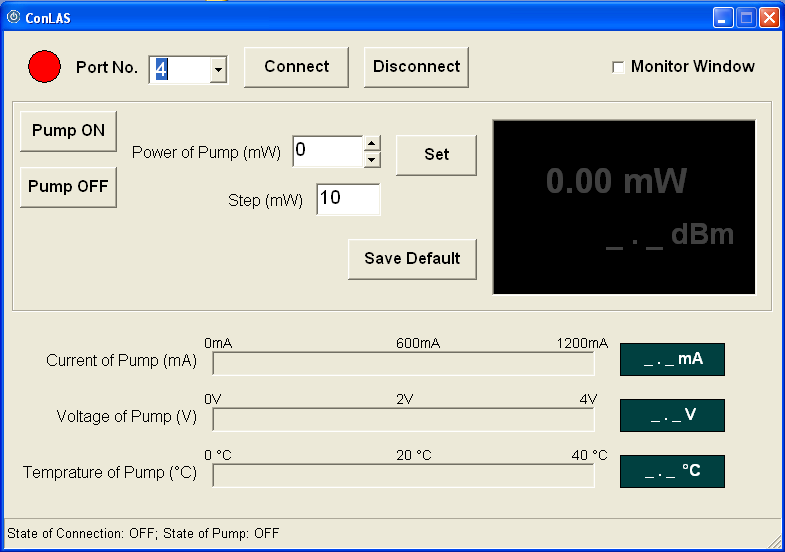 ConLAS
Port No. 4 Connect Disconnect Monitor Window
Pump ON
Power of Pump (mW) 0 Set
Pump OFF
Step (mW) 10
Save Default
0.00 mW
_ . _ dBm
0mA 600mA 1200mA
Current of Pump (mA) _ . _ mA
0V 2V 4V
Voltage of Pump (V) _ . _ V
0 °C 20 °C 40 °C
Temprature of Pump (°C) _ . _ °C
State of Connection: OFF; State of Pump: OFF